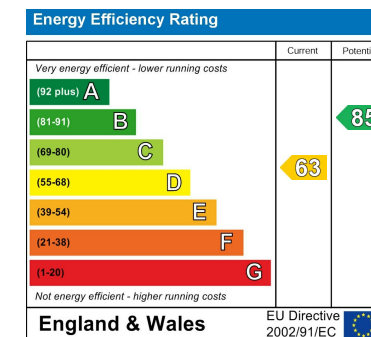 Energy Efficiency Rating
Current Potenti
Very energy efficient - lower running costs
(92 plus) A
(81-91) B
85
(69-80) C
63
(55-68) D
(39-54) E
(21-38) F
(1-20) G
Not energy efficient - higher running costs
England & Wales
EU Directive
2002/91/EC